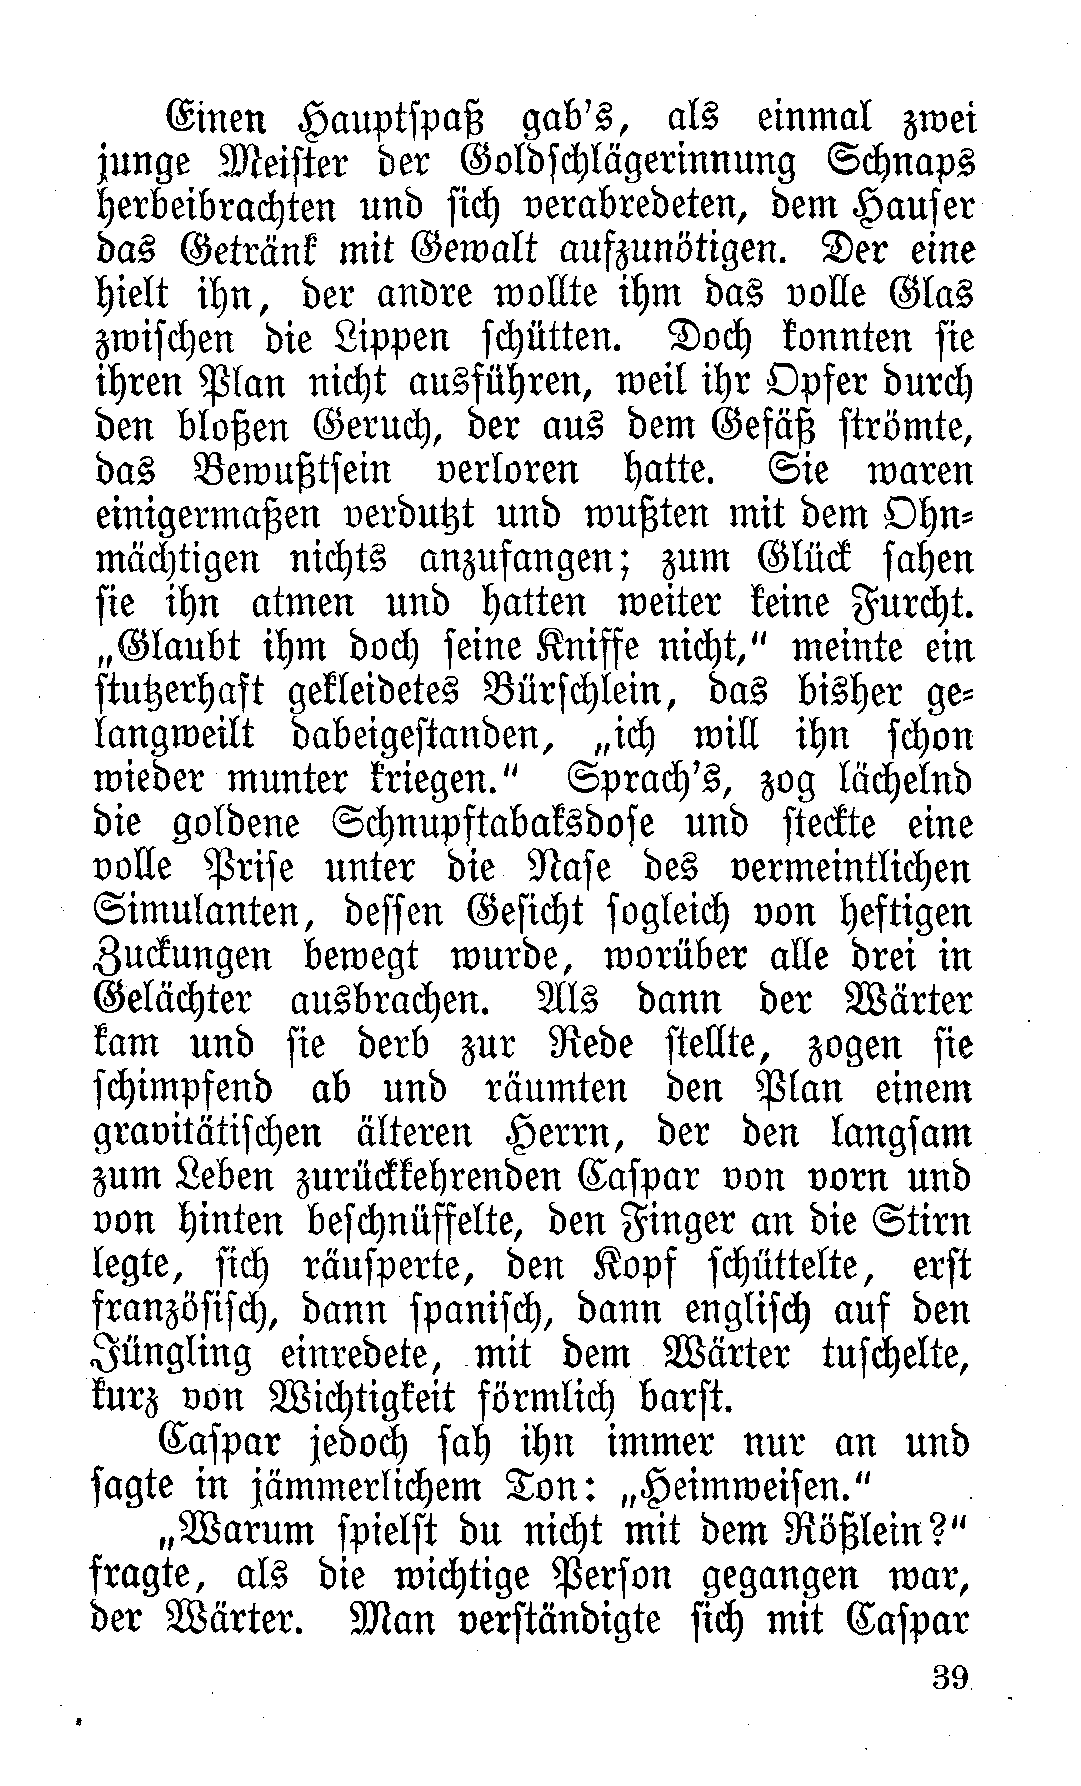 Einen Hauptspaß gab's, als einmal zwei
junge Meister der Goldschlägerinnung Schnaps
herbeibrachten und sich verabredeten, dem Hauser
das Getränk mit Gewalt aufzunötigen. Der eine
hielt ihn, der andre wollte ihm das volle Glas
zwischen die Lippen schütten. Doch konnten sie
ihren Plan nicht ausführen, weil ihr Opfer durch
den bloßen Geruch, der aus dem Gefäß strömte,
das Bewußtsein verloren hatte. Sie waren
einigermaßen verdutzt und wußten mit dem Ohn-
mächtigen nichts anzufangen; zum Glück sahen
sie ihn atmen und hatten weiter keine Furcht.
„Glaubt ihm doch seine Kniffe nicht,“ meinte ein
stutzerhaft gekleidetes Bürschlein, das bisher ge-
langweilt dabeigestanden, „ich will ihn schon
wieder munter kriegen.“ Sprach's, zog lächelnd
die goldene Schnupftabaksdose und steckte eine
volle Prise unter die Nase des vermeintlichen
Simulanten, dessen Gesicht sogleich von heftigen
Zuckungen bewegt wurde, worüber alle drei in
Gelächter ausbrachen. Als dann der Wärter
kam und sie derb zur Rede stellte, zogen sie
schimpfend ab und räumten den Plan einem
gravitätischen älteren Herrn, der den langsam
zum Leben zurückkehrenden Caspar von vorn und
von hinten beschnüffelte, den Finger an die Stirn
legte, sich räusperte, den Kopf schüttelte, erst
französisch, dann spanisch, dann englisch auf den
Jüngling einredete, mit dem Wärter tuschelte,
kurz von Wichtigkeit förmlich barst.
Caspar jedoch sah ihn immer nur an und
sagte in jämmerlichem Ton: „Heimweisen.“
„Warum spielst du nicht mit dem Rößlein?“
fragte, als die wichtige Person gegangen war,
der Wärter. Man verständigte sich mit Caspar
39